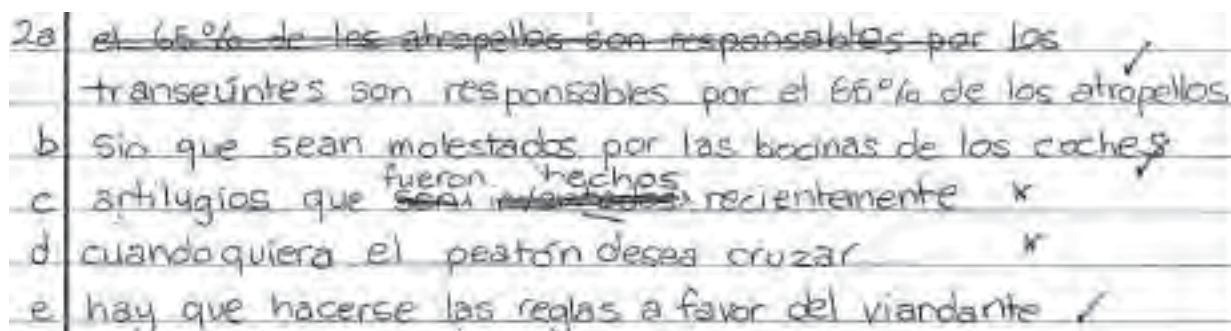 2a el 65% de los atropellos son responsables por los
transeúntes son responsables por el 65% de los atropellos
b sin que sean molestados por las bocinas de los coches
c artilugios que fueron hechos recientemente
d cuandoquiera el peatón desea cruzar
e hay que hacerse las reglas a favor del viandante